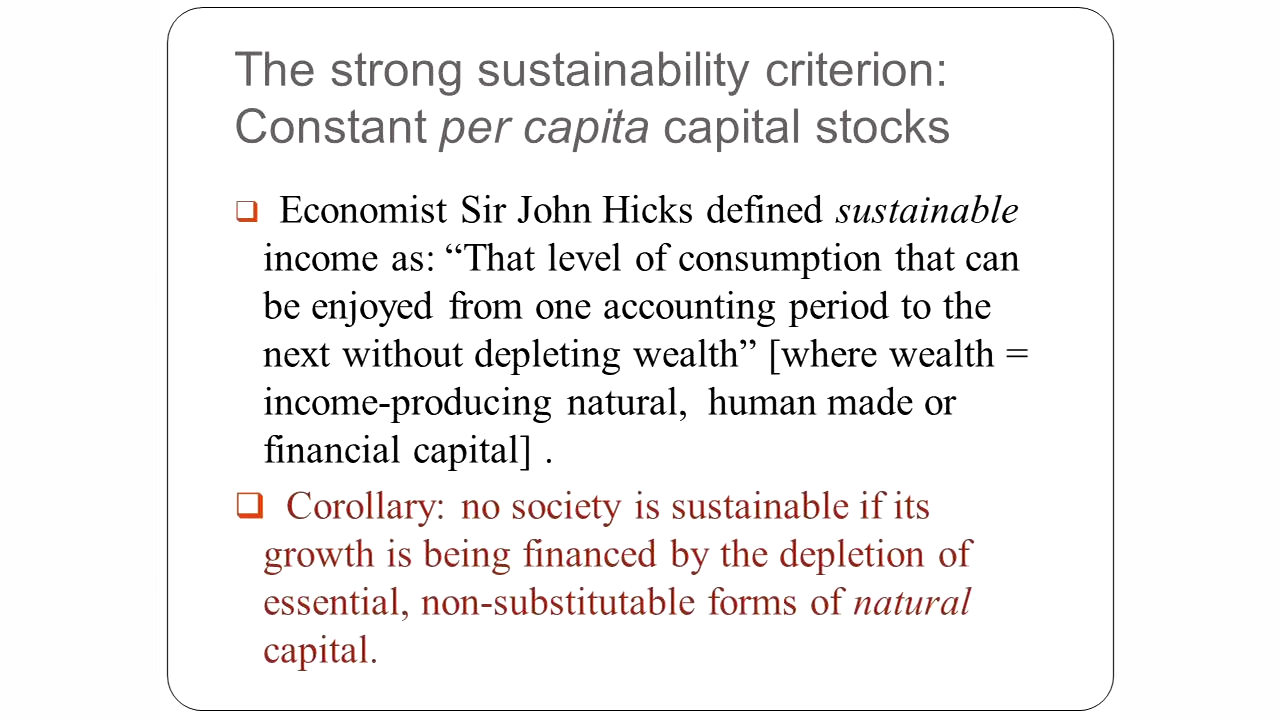 The strong sustainability criterion:
Constant per capita capital stocks
❑ Economist Sir John Hicks defined sustainable
income as: “That level of consumption that can
be enjoyed from one accounting period to the
next without depleting wealth” [where wealth =
income-producing natural,  human made or
financial capital] .
❑ Corollary: no society is sustainable if its
growth is being financed by the depletion of
essential, non-substitutable forms of natural
capital.